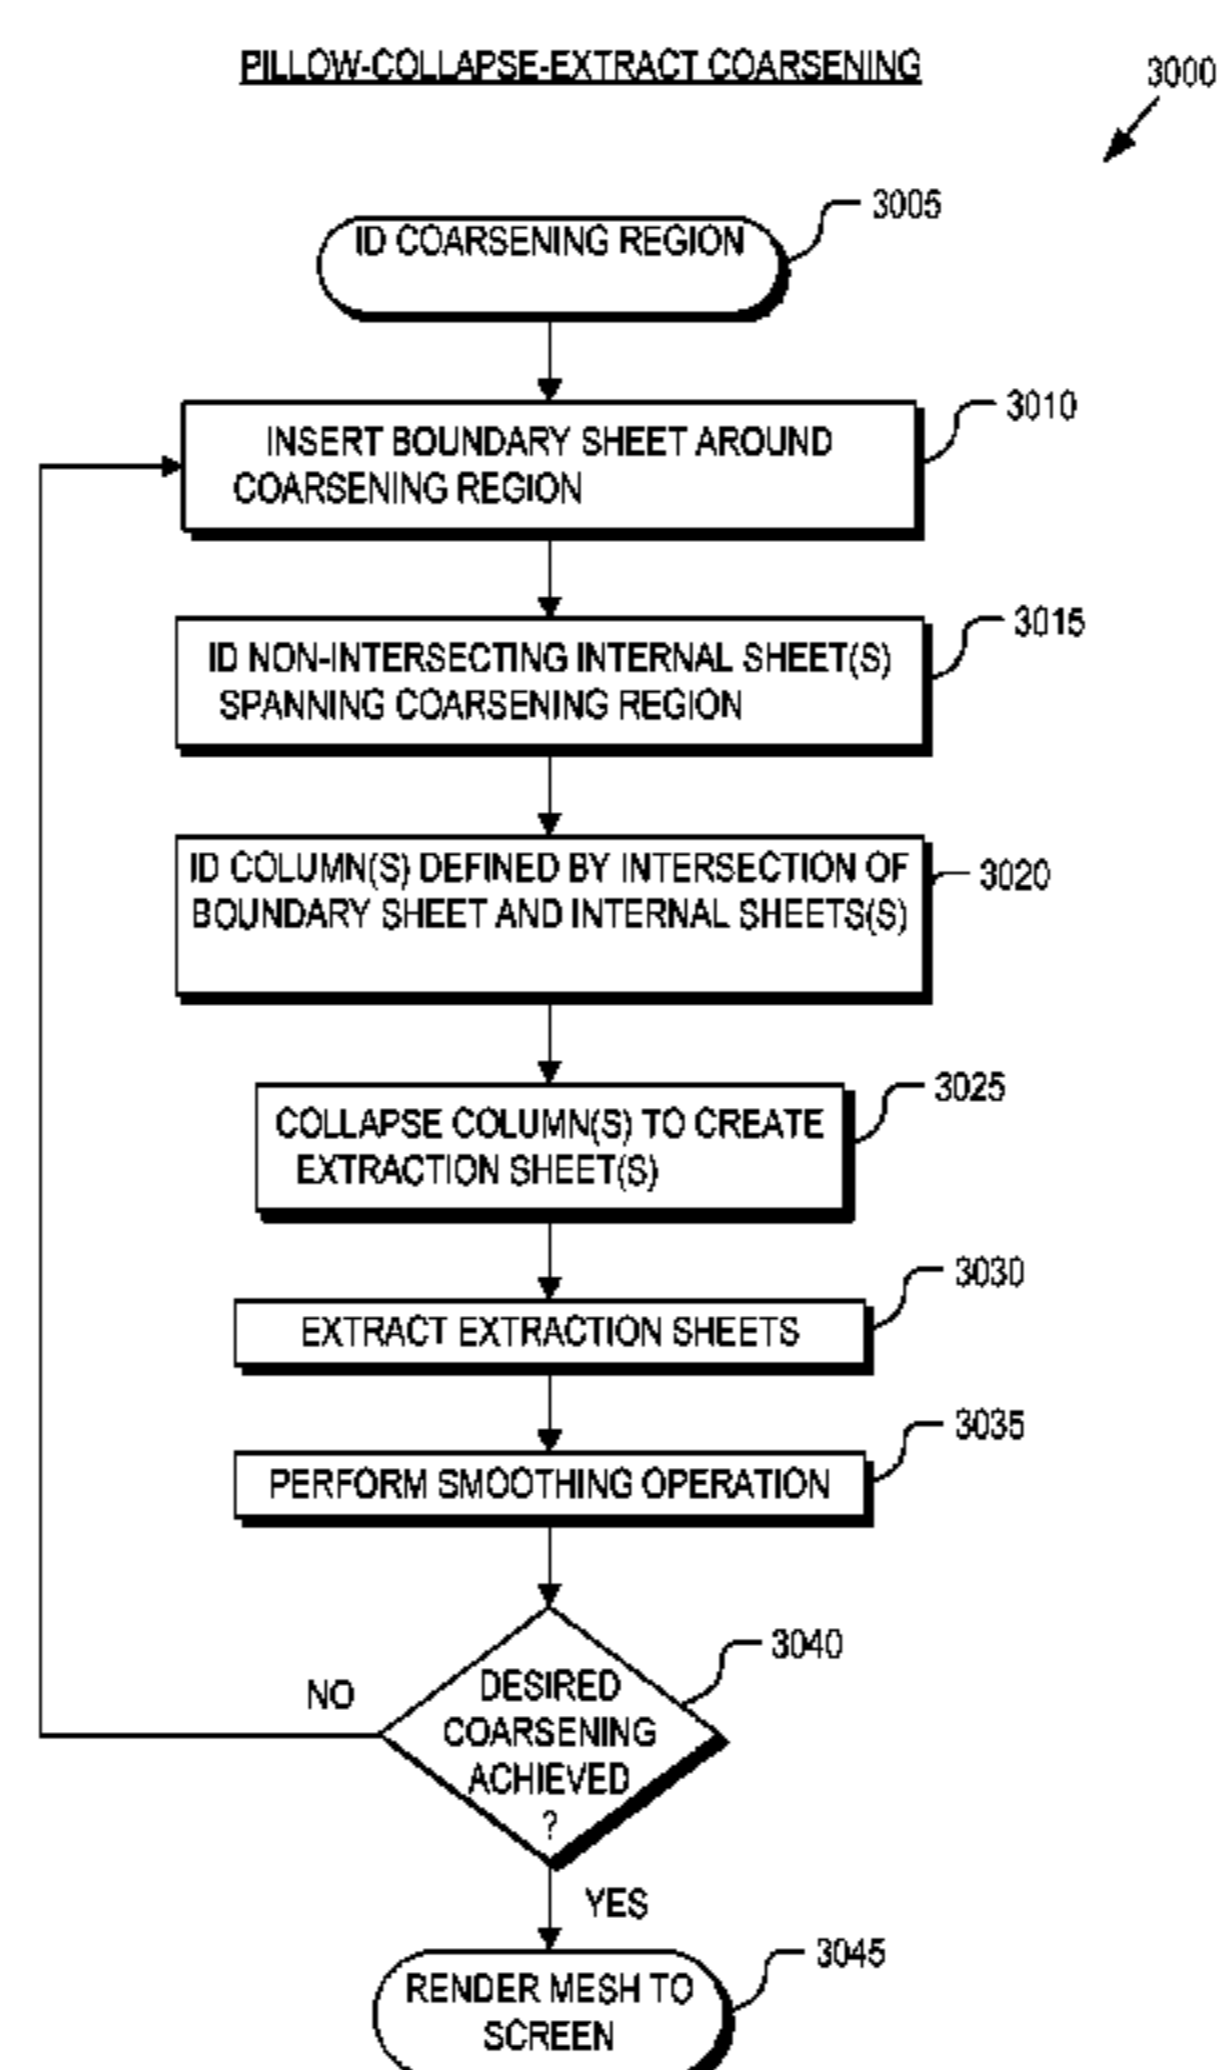 PILLOW-COLLAPSE-EXTRACT COARSENING
3000
3005
ID COARSENING REGION
3010
INSERT BOUNDARY SHEET AROUND
COARSENING REGION
3015
ID NON-INTERSECTING INTERNAL SHEET(S)
SPANNING COARSENING REGION
3020
ID COLUMN(S) DEFINED BY INTERSECTION OF
BOUNDARY SHEET AND INTERNAL SHEETS(S)
3025
COLLAPSE COLUMN(S) TO CREATE
EXTRACTION SHEET(S)
3030
EXTRACT EXTRACTION SHEETS
3035
PERFORM SMOOTHING OPERATION
3040
NO
DESIRED
COARSENING
ACHIEVED
?
YES
3045
RENDER MESH TO
SCREEN